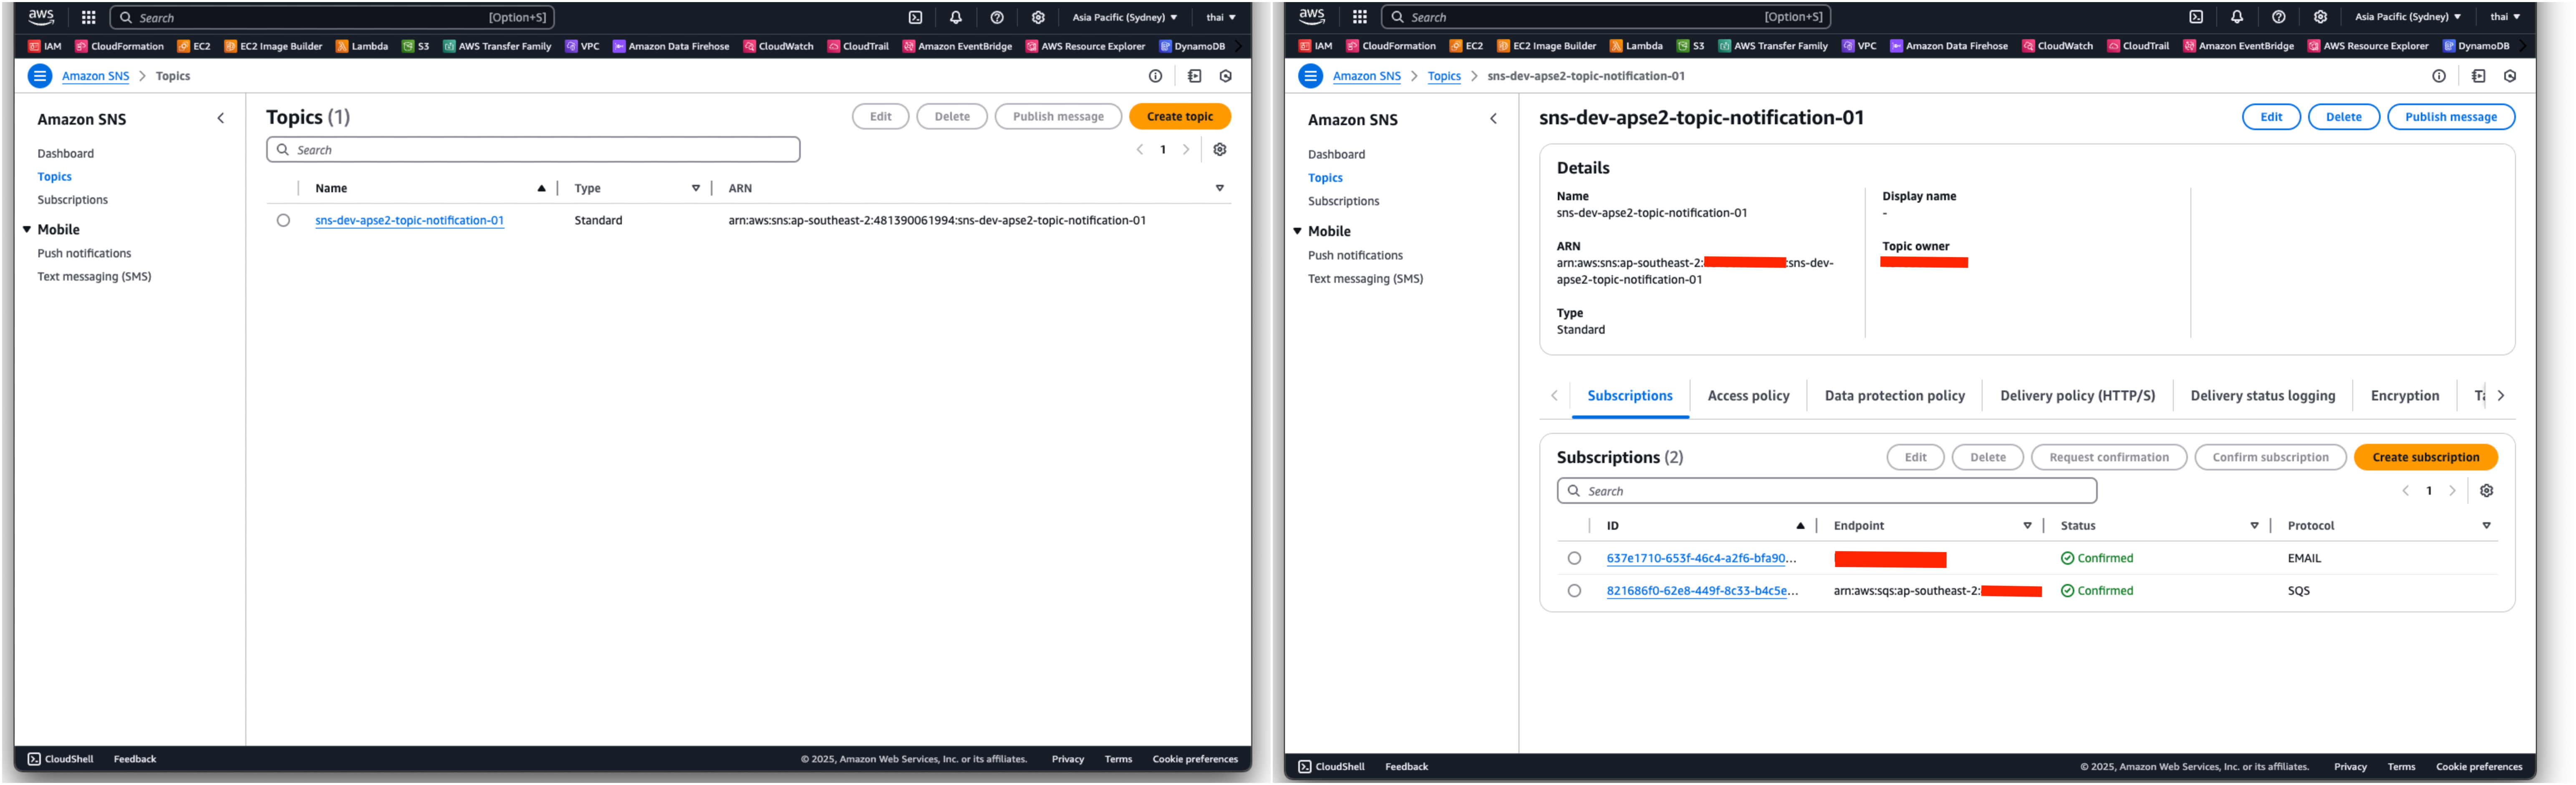 aws
Search [Option+S]
Asia Pacific (Sydney) ▼ thai ▼
IAM CloudFormation EC2 EC2 Image Builder Lambda S3 AWS Transfer Family VPC Amazon Data Firehose CloudWatch CloudTrail Amazon EventBridge AWS Resource Explorer DynamoDB
Amazon SNS > Topics
Amazon SNS
Dashboard
Topics
Subscriptions
Mobile
Push notifications
Text messaging (SMS)
Topics (1)
Edit Delete Publish message Create topic
Search
1
Name Type ARN
sns-dev-apse2-topic-notification-01 Standard arn:aws:sns:ap-southeast-2:481390061994:sns-dev-apse2-topic-notification-01
CloudShell Feedback © 2025, Amazon Web Services, Inc. or its affiliates. Privacy Terms Cookie preferences
aws
Search [Option+S]
Asia Pacific (Sydney) ▼ thai ▼
IAM CloudFormation EC2 EC2 Image Builder Lambda S3 AWS Transfer Family VPC Amazon Data Firehose CloudWatch CloudTrail Amazon EventBridge AWS Resource Explorer DynamoDB
Amazon SNS > Topics > sns-dev-apse2-topic-notification-01
Amazon SNS
Dashboard
Topics
Subscriptions
Mobile
Push notifications
Text messaging (SMS)
sns-dev-apse2-topic-notification-01
Edit Delete Publish message
Details
Name
sns-dev-apse2-topic-notification-01
ARN
arn:aws:sns:ap-southeast-2: :sns-dev-
apse2-topic-notification-01
Type
Standard
Display name
-
Topic owner
Subscriptions Access policy Data protection policy Delivery policy (HTTP/S) Delivery status logging Encryption
Subscriptions (2)
Edit Delete Request confirmation Confirm subscription Create subscription
Search
1
ID Endpoint Status Protocol
637e1710-653f-46c4-a2f6-bfa90... Confirmed EMAIL
821686f0-62e8-449f-8c33-b4c5e... arn:aws:sqs:ap-southeast-2: Confirmed SQS
CloudShell Feedback © 2025, Amazon Web Services, Inc. or its affiliates. Privacy Terms Cookie preferences